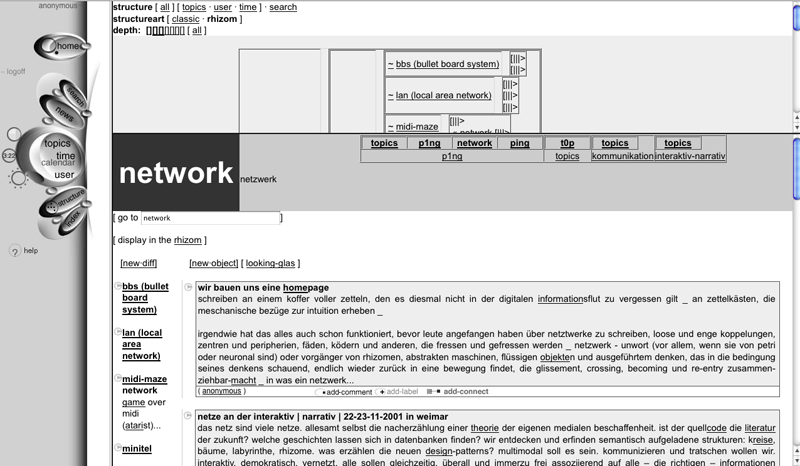 anonymous
home
~ logoff
search
news
topics
time
calendar
user
3:22
structure
index
? help
structure [ all ] [ topics · user · time ] · search
structureart [ classic · rhizom ]
depth: [][][][][][][] [ all ]
~ bbs (bullet board system)
[|||>
[|||>
~ lan (local area network)
[|||>
[|||>
[|||>
~ midi-maze
[|||>
network [|||>
topics p1ng network ping t0p topics topics
p1ng topics kommunikation interaktiv-narrativ
network netzwerk
[ go to network ]
[ display in the rhizom ]
[new·diff] [new·object] [ looking-glas ]
bbs (bullet
board
system)
lan (local
area
network)
midi-maze
network
game over
midi
(atarist)...
minitel
wir bauen uns eine homepage
schreiben an einem koffer voller zetteln, den es diesmal nicht in der digitalen informationsflut zu vergessen gilt _ an zettelkästen, die
meschanische bezüge zur intuition erheben _
irgendwie hat das alles auch schon funktioniert, bevor leute angefangen haben über netztwerke zu schreiben, loose und enge koppelungen,
zentren und peripherien, fäden, ködern und anderen, die fressen und gefressen werden _ netzwerk - unwort (vor allem, wenn sie von petri
oder neuronal sind) oder vorgängen von rhizomen, abstrakten maschinen, flüssigen objekten und ausgeführtem denken, das in die bedingung
seines denkens schauend, endlich wieder zurück in eine bewegung findet, die glissement, crossing, becoming und re-entry zusammen-
ziehbar-macht _ in was ein netzwerk...
( anonymous ) add-comment add-label add-connect
netze an der interaktiv | narrativ | 22-23-11-2001 in weimar
das netz sind viele netze. allesamt selbst die nacherzählung einer theorie der eigenen medialen beschaffenheit. ist der quellcode die literatur
der zukunft? welche geschichten lassen sich in datenbanken finden? wir entdecken und erfinden semantisch aufgeladene strukturen: kreise,
bäume, labyrinthe, rhizome. was erzählen die neuen design-patterns? multimodal soll es sein. kommunizieren und tratschen wollen wir.
interaktiv, demokratisch, vernetzt, alle sollen gleichzeitig, überall und immerzu frei assoziierend auf alle – die richtigen – informationen